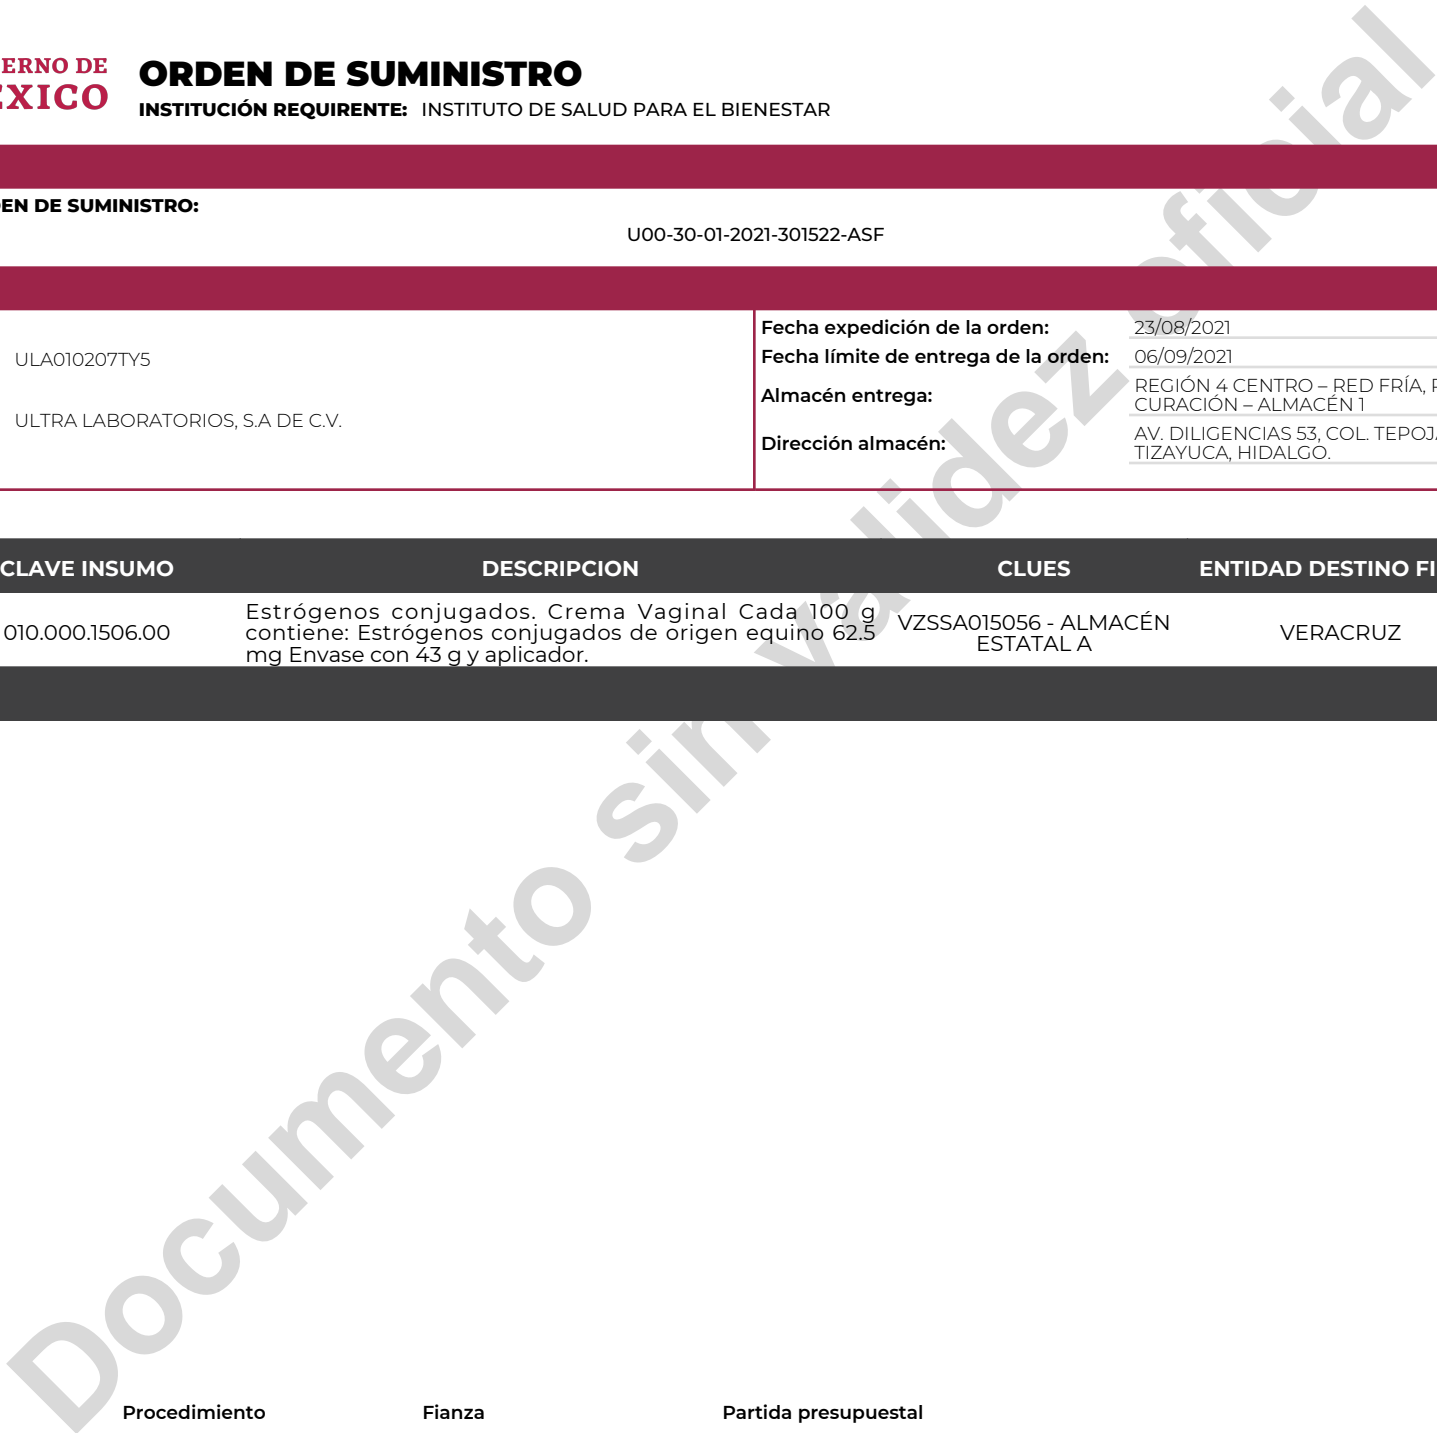 ERNO DE
EXICO
ORDEN DE SUMINISTRO
INSTITUCIÓN REQUIRENTE: INSTITUTO DE SALUD PARA EL BIENESTAR
EN DE SUMINISTRO:
U00-30-01-2021-301522-ASF
ULA010207TY5
ULTRA LABORATORIOS, S.A DE C.V.
Fecha expedición de la orden: 23/08/2021
Fecha límite de entrega de la orden: 06/09/2021
Almacén entrega: REGIÓN 4 CENTRO – RED FRÍA,
CURACIÓN – ALMACÉN 1
Dirección almacén: AV. DILIGENCIAS 53, COL. TEPOJA
TIZAYUCA, HIDALGO.
CLAVE INSUMO DESCRIPCION CLUES ENTIDAD DESTINO FI
010.000.1506.00
Estrógenos conjugados. Crema Vaginal Cada 100 g
contiene: Estrógenos conjugados de origen equino 62.5
mg Envase con 43 g y aplicador.
VZSSA015056 - ALMACÉN
ESTATAL A
VERACRUZ
Documento sin validez oficial
Procedimiento Fianza Partida presupuestal